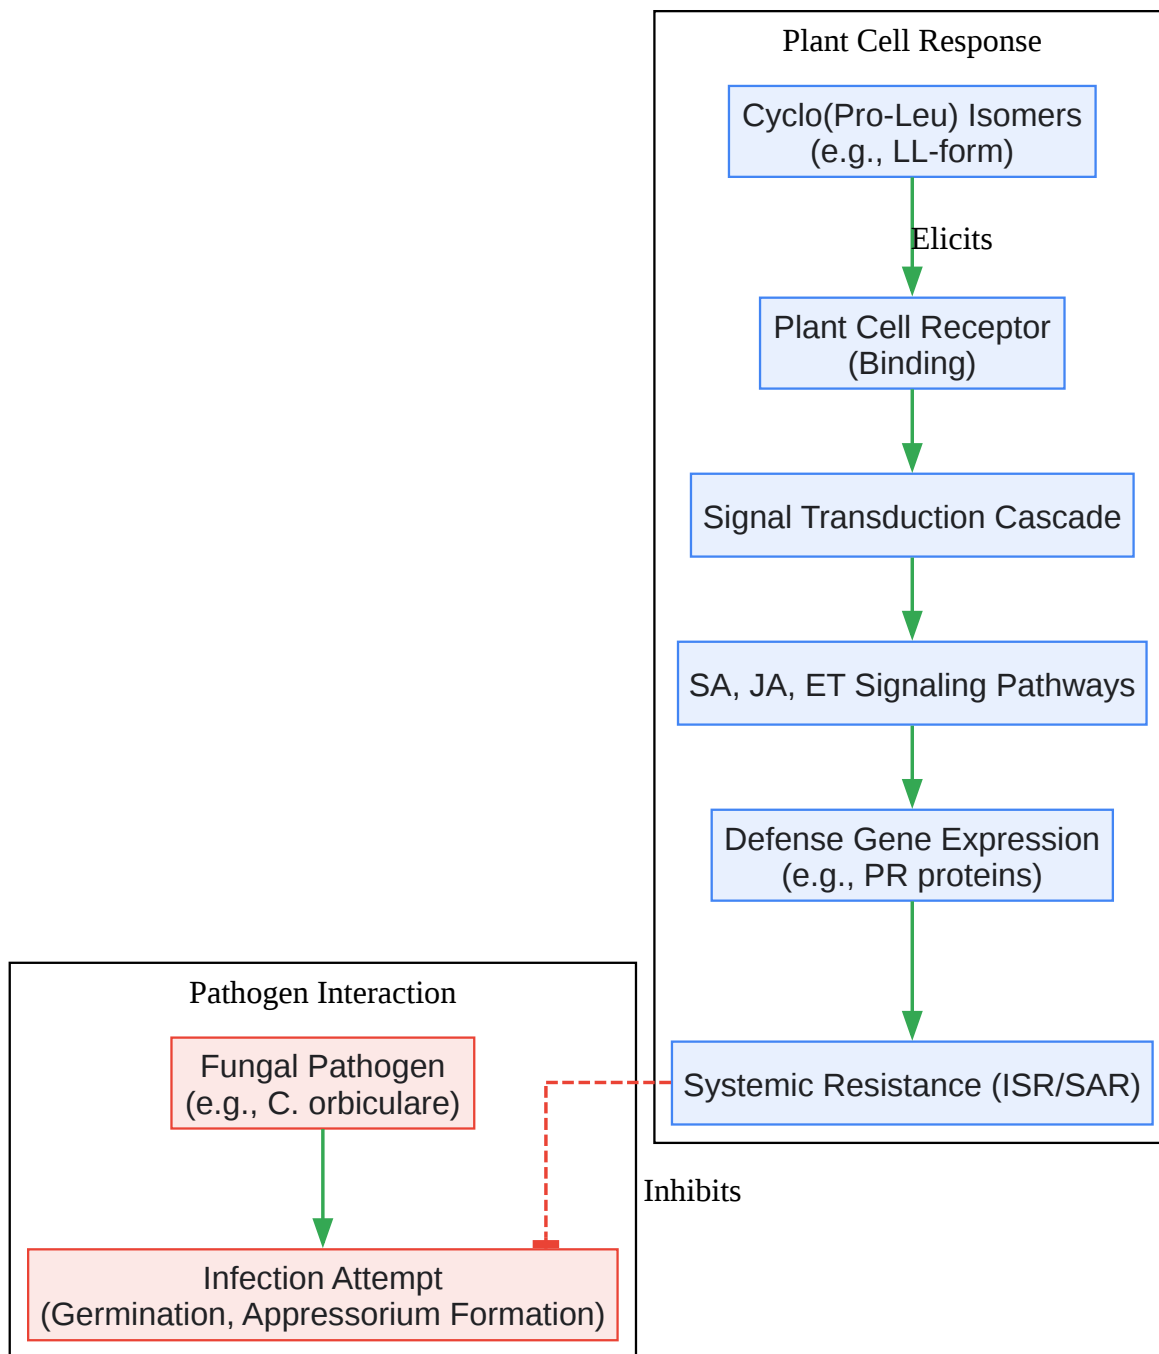 Plant Cell Response
Cyclo(Pro-Leu) Isomers
(e.g., LL-form)
Elicits
Plant Cell Receptor
(Binding)
Signal Transduction Cascade
SA, JA, ET Signaling Pathways
Defense Gene Expression
(e.g., PR proteins)
Systemic Resistance (ISR/SAR)
Inhibits
Pathogen Interaction
Fungal Pathogen
(e.g., C. orbiculare)
Infection Attempt
(Germination, Appressorium Formation)